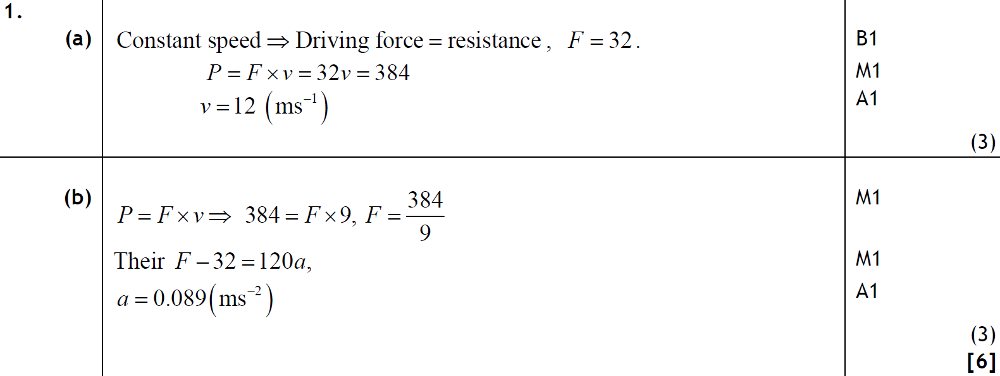 1.
(a) Constant speed ⇒ Driving force = resistance , F = 32. B1
P = F × v = 32v = 384 M1
v = 12 (ms⁻¹) A1
(3)
(b) P = F × v ⇒ 384 = F × 9, F = 384/9 M1
Their F − 32 = 120a, M1
a = 0.089(ms⁻²) A1
(3)
[6]